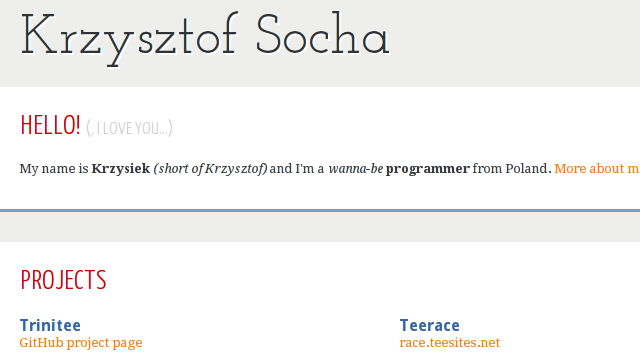 Krzysztof Socha
HELLO! (, I LOVE YOU...)
My name is Krzysiek (short of Krzysztof) and I'm a wanna-be programmer from Poland. More about m
PROJECTS
Trinitee Teerace
GitHub project page race.teesites.net